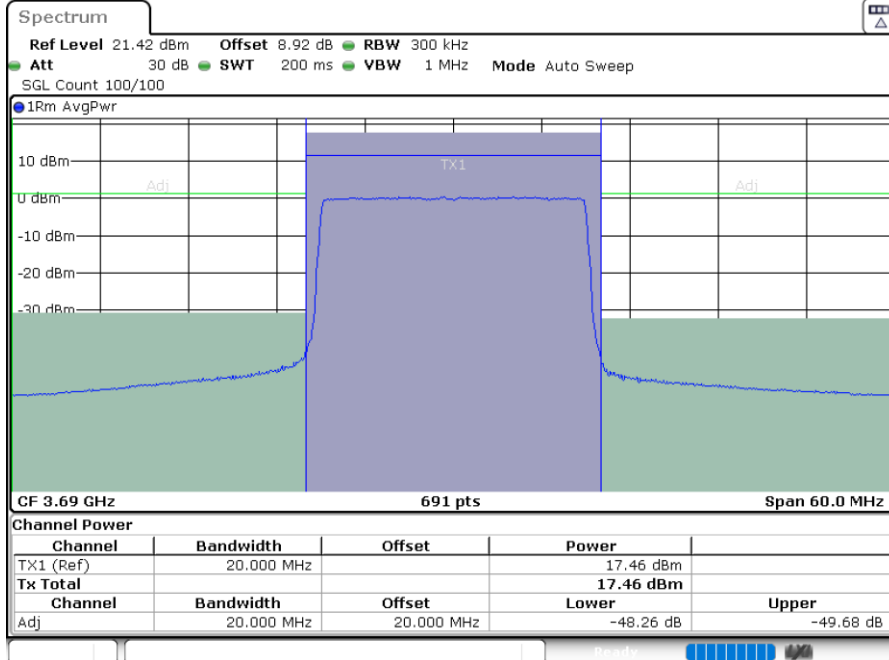 Spectrum
Ref Level 21.42 dBm Offset 8.92 dB RBW 300 kHz
Att 30 dB SWT 200 ms VBW 1 MHz Mode Auto Sweep
SGL Count 100/100
1Rm AvgPwr
10 dBm
TX1
Adj Adj
0 dBm
-10 dBm
-20 dBm
-30 dBm
CF 3.69 GHz 691 pts Span 60.0 MHz
Channel Power
Channel Bandwidth Offset Power
TX1 (Ref) 20.000 MHz 17.46 dBm
Tx Total 17.46 dBm
Channel Bandwidth Offset Lower Upper
Adj 20.000 MHz 20.000 MHz -48.26 dB -49.68 dB
Ready